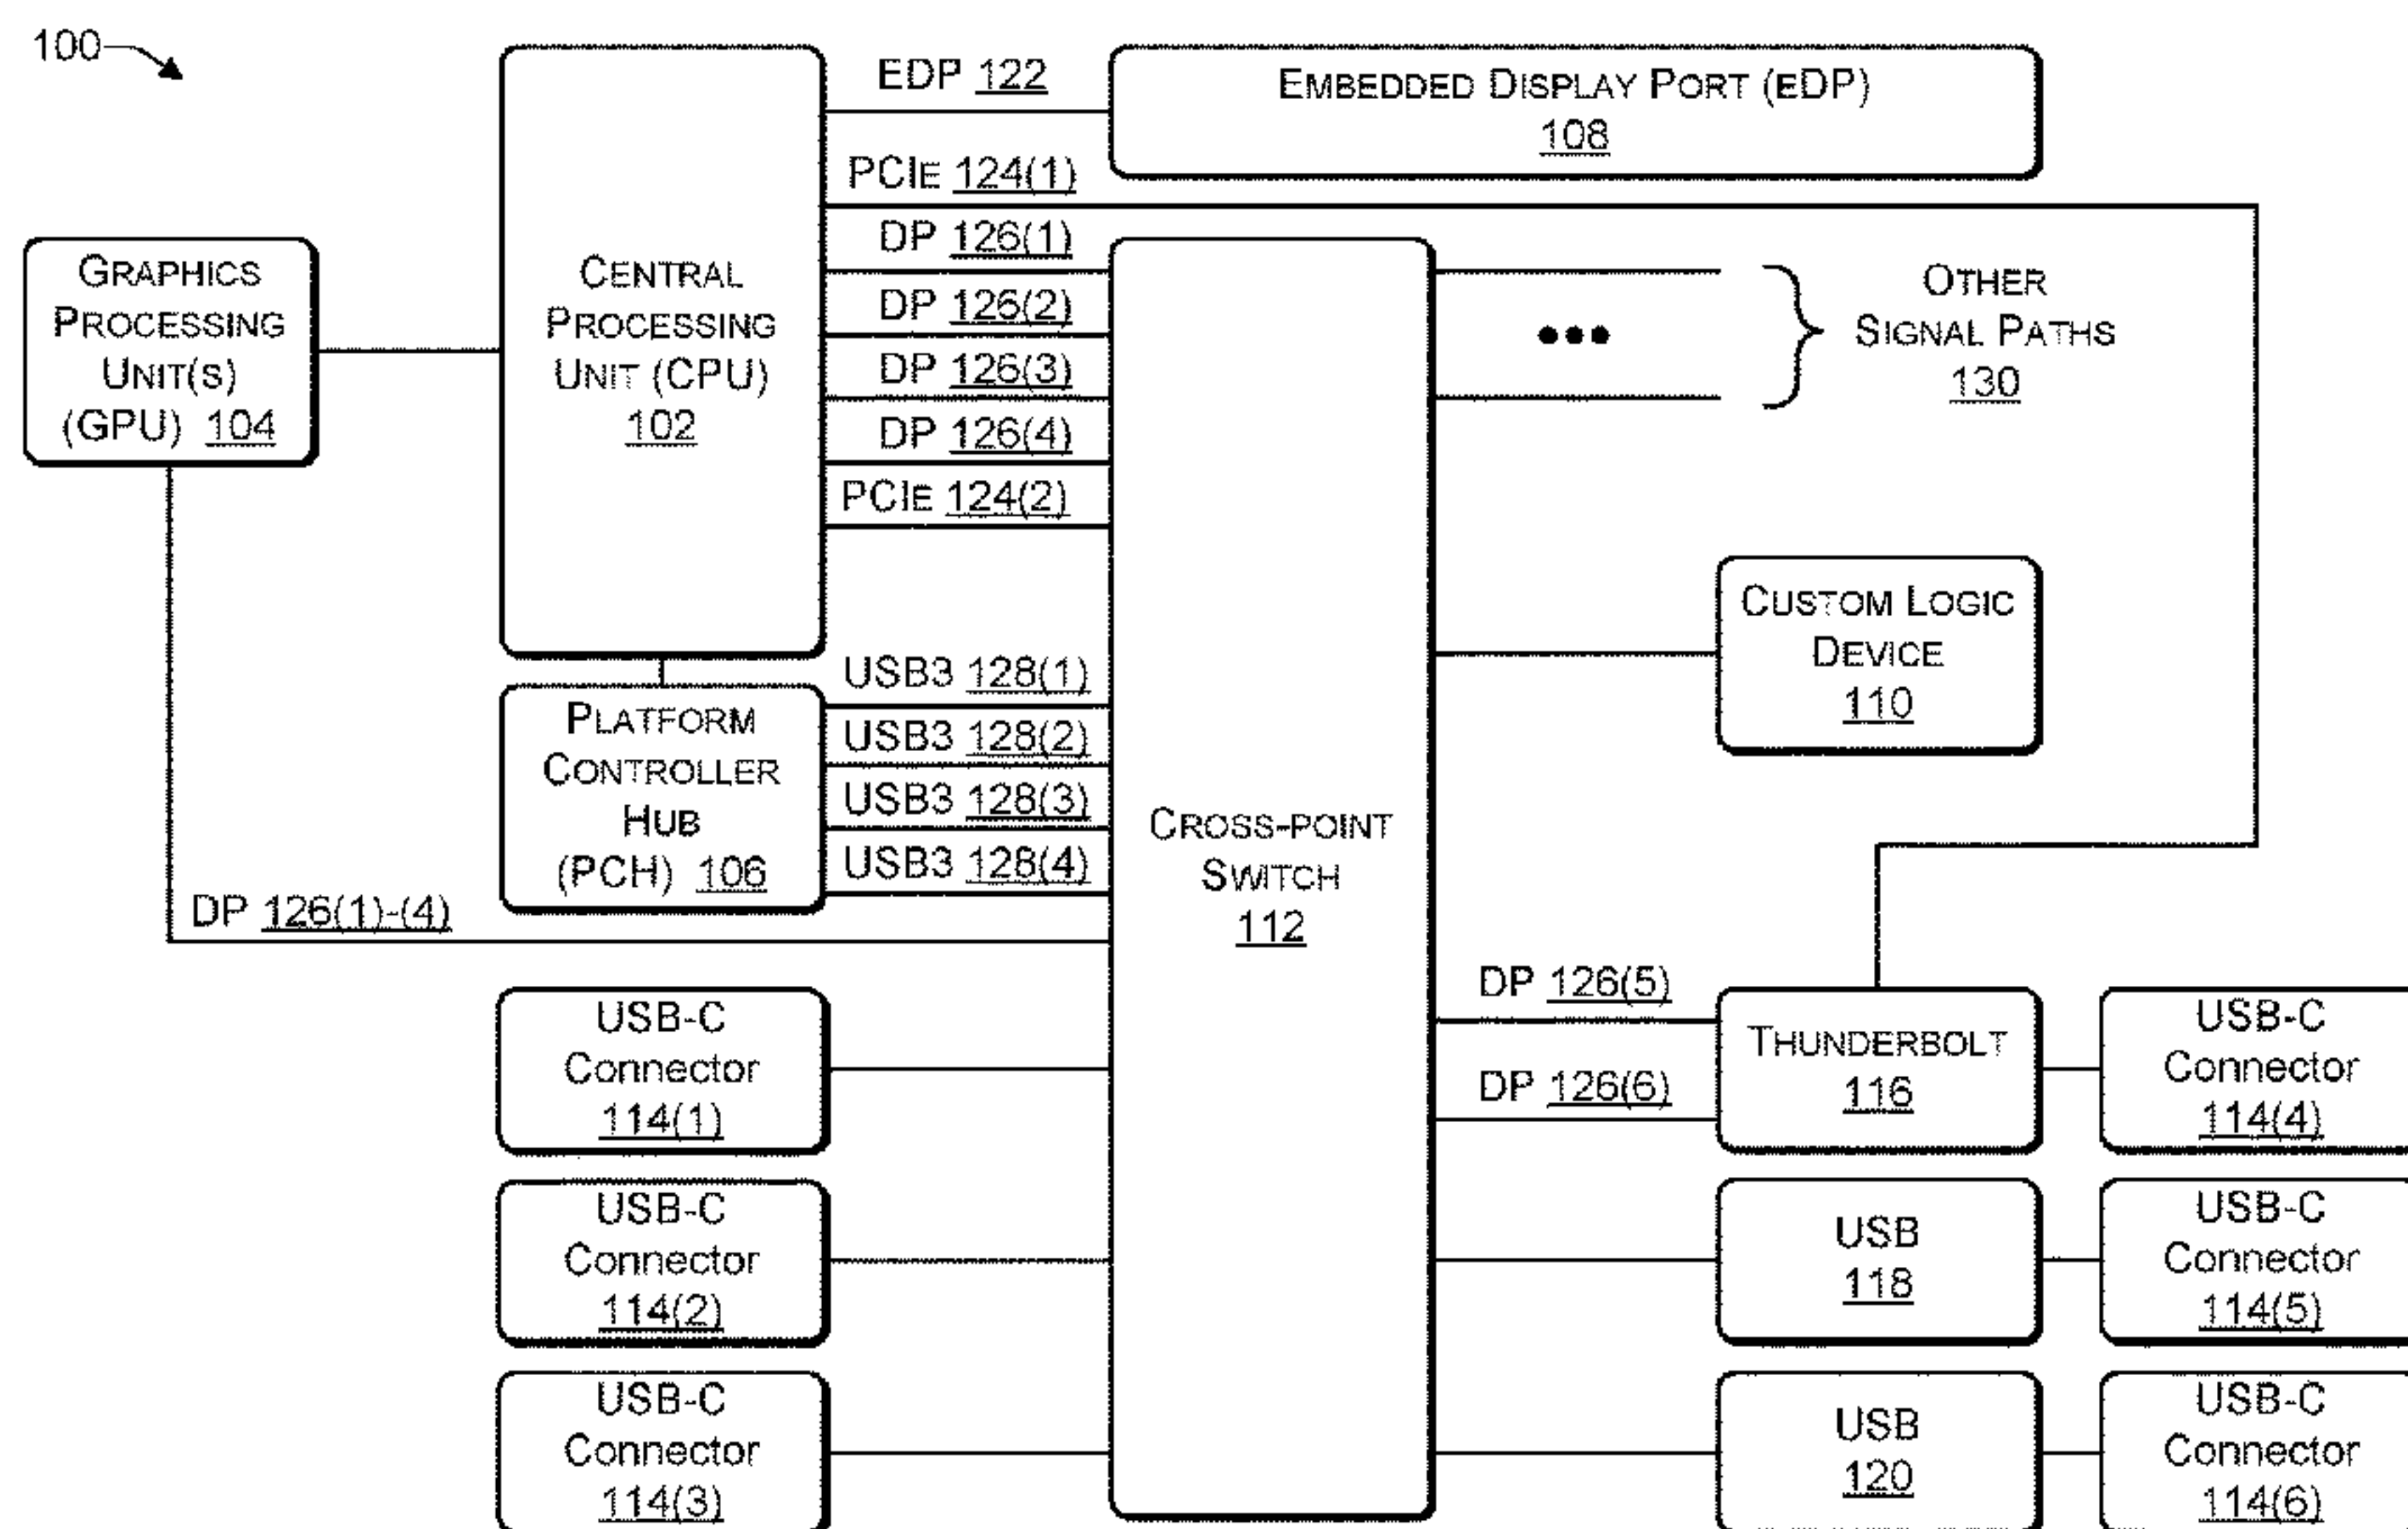 100
EDP 122
EMBEDDED DISPLAY PORT (EDP)
108
PCIE 124(1)
GRAPHICS
PROCESSING
UNIT(S)
(GPU) 104
CENTRAL
PROCESSING
UNIT (CPU)
102
DP 126(1)
DP 126(2)
DP 126(3)
DP 126(4)
PCIE 124(2)
OTHER
SIGNAL PATHS
130
CUSTOM LOGIC
DEVICE
110
PLATFORM
CONTROLLER
HUB
(PCH) 106
USB3 128(1)
USB3 128(2)
USB3 128(3)
USB3 128(4)
DP 126(1)-(4)
CROSS-POINT
SWITCH
112
DP 126(5)
DP 126(6)
USB-C
Connector
114(1)
THUNDERBOLT
116
USB-C
Connector
114(4)
USB-C
Connector
114(2)
USB
118
USB-C
Connector
114(5)
USB-C
Connector
114(3)
USB
120
USB-C
Connector
114(6)